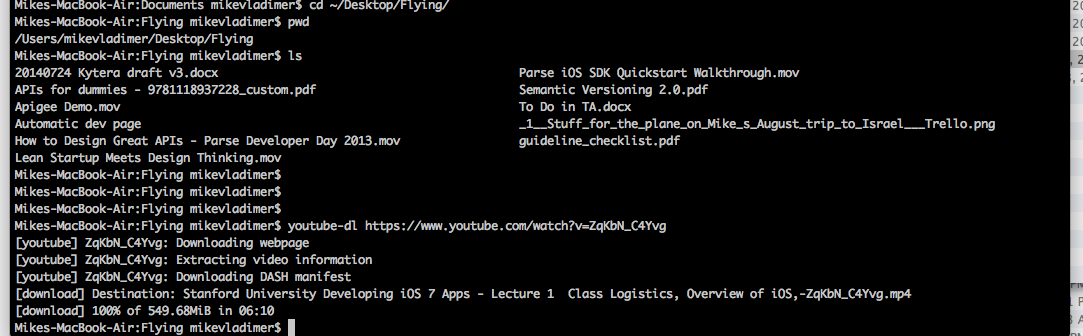 Mikes-MacBook-Air:Documents mikevladimer$ cd ~/Desktop/Flying/
Mikes-MacBook-Air:Flying mikevladimer$ pwd
/Users/mikevladimer/Desktop/Flying
Mikes-MacBook-Air:Flying mikevladimer$ ls
20140724 Kytera draft v3.docx Parse iOS SDK Quickstart Walkthrough.mov
APIs for dummies - 9781118937228_custom.pdf Semantic Versioning 2.0.pdf
Apigee Demo.mov To Do in TA.docx
Automatic dev page _1__Stuff_for_the_plane_on_Mike_s_August_trip_to_Israel___Trello.png
How to Design Great APIs - Parse Developer Day 2013.mov guideline_checklist.pdf
Lean Startup Meets Design Thinking.mov
Mikes-MacBook-Air:Flying mikevladimer$
Mikes-MacBook-Air:Flying mikevladimer$
Mikes-MacBook-Air:Flying mikevladimer$
Mikes-MacBook-Air:Flying mikevladimer$ youtube-dl https://www.youtube.com/watch?v=ZqKbN_C4Yvg
[youtube] ZqKbN_C4Yvg: Downloading webpage
[youtube] ZqKbN_C4Yvg: Extracting video information
[youtube] ZqKbN_C4Yvg: Downloading DASH manifest
[download] Destination: Stanford University Developing iOS 7 Apps - Lecture 1  Class Logistics, Overview of iOS,-ZqKbN_C4Yvg.mp4
[download] 100% of 549.68MiB in 06:10
Mikes-MacBook-Air:Flying mikevladimer$